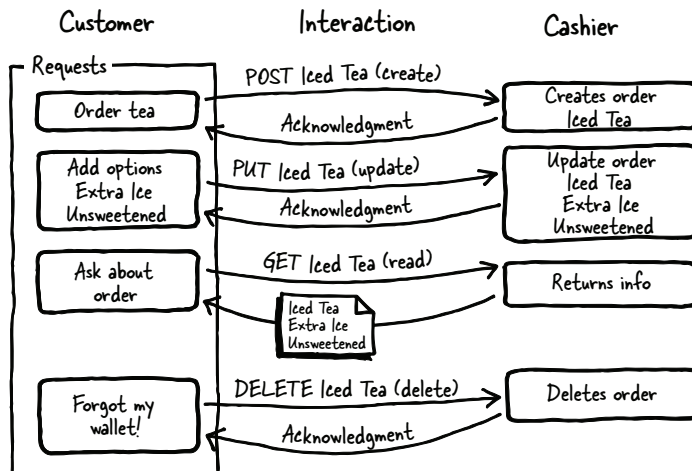 Customer
Interaction
Cashier
Requests
POST Iced Tea (create)
Order tea
Creates order
Iced Tea
Acknowledgment
Add options
Extra Ice
Unsweetened
PUT Iced Tea (update)
Update order
Iced Tea
Extra Ice
Unsweetened
Acknowledgment
Ask about
order
GET Iced Tea (read)
Returns info
Iced Tea
Extra Ice
Unsweetened
Forgot my
wallet!
DELETE Iced Tea (delete)
Deletes order
Acknowledgment